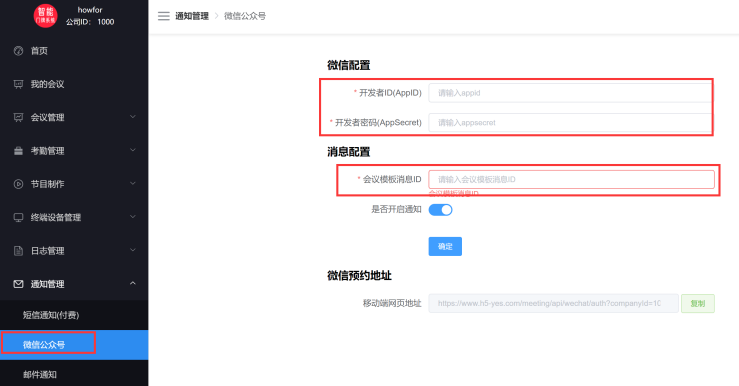 智能
门牌系统
howfor
公司ID: 1000
通知管理 > 微信公众号
首页
我的会议
会议管理
考勤管理
节目制作
终端设备管理
日志管理
通知管理
短信通知(付费)
微信公众号
邮件通知
微信配置
* 开发者ID(AppID) 请输入appid
* 开发者密码(AppSecret) 请输入appsecret
消息配置
* 会议模板消息ID 请输入会议模板消息ID
会议模板消息ID
是否开启通知
确定
微信预约地址
移动端网页地址 https://www.h5-yes.com/meeting/api/wechat/auth?companyId=10 复制